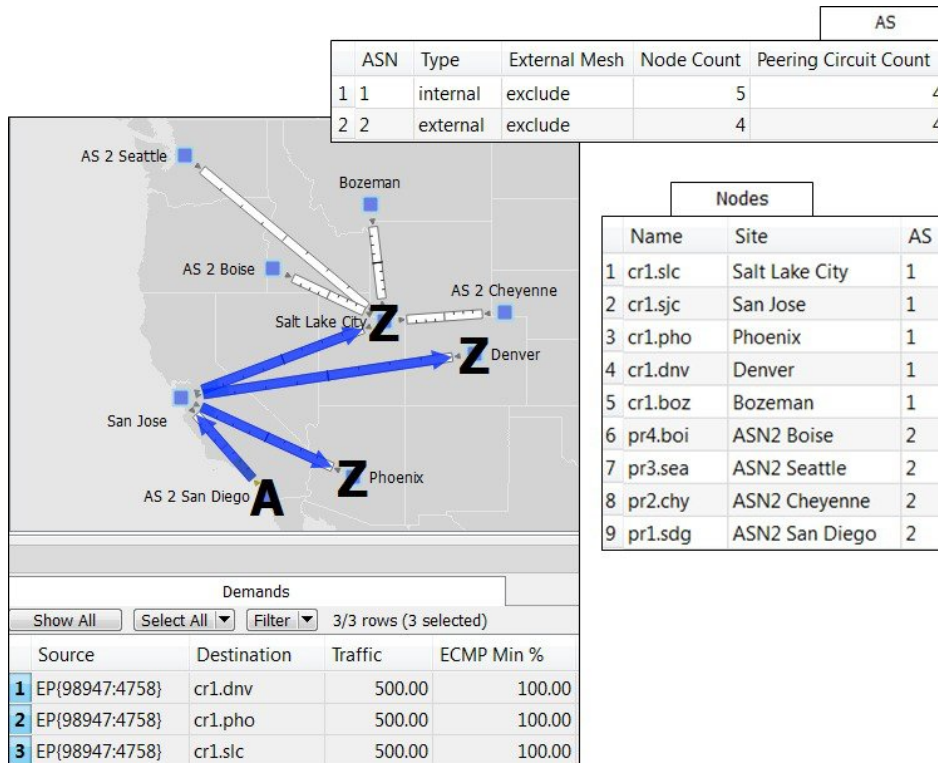 AS
ASN Type External Mesh Node Count Peering Circuit Count
1 1 internal exclude 5 4
2 2 external exclude 4 4
AS 2 Seattle
Bozeman
AS 2 Boise
AS 2 Cheyenne
Salt Lake City Z
Z Denver
San Jose
Z Phoenix
AS 2 San Diego A
Nodes
Name Site AS
1 cr1.slc Salt Lake City 1
2 cr1.sjc San Jose 1
3 cr1.pho Phoenix 1
4 cr1.dnv Denver 1
5 cr1.boz Bozeman 1
6 pr4.boi ASN2 Boise 2
7 pr3.sea ASN2 Seattle 2
8 pr2.chy ASN2 Cheyenne 2
9 pr1.sdg ASN2 San Diego 2
Demands
Show All Select All Filter 3/3 rows (3 selected)
Source Destination Traffic ECMP Min %
1 EP{98947:4758} cr1.dnv 500.00 100.00
2 EP{98947:4758} cr1.pho 500.00 100.00
3 EP{98947:4758} cr1.slc 500.00 100.00